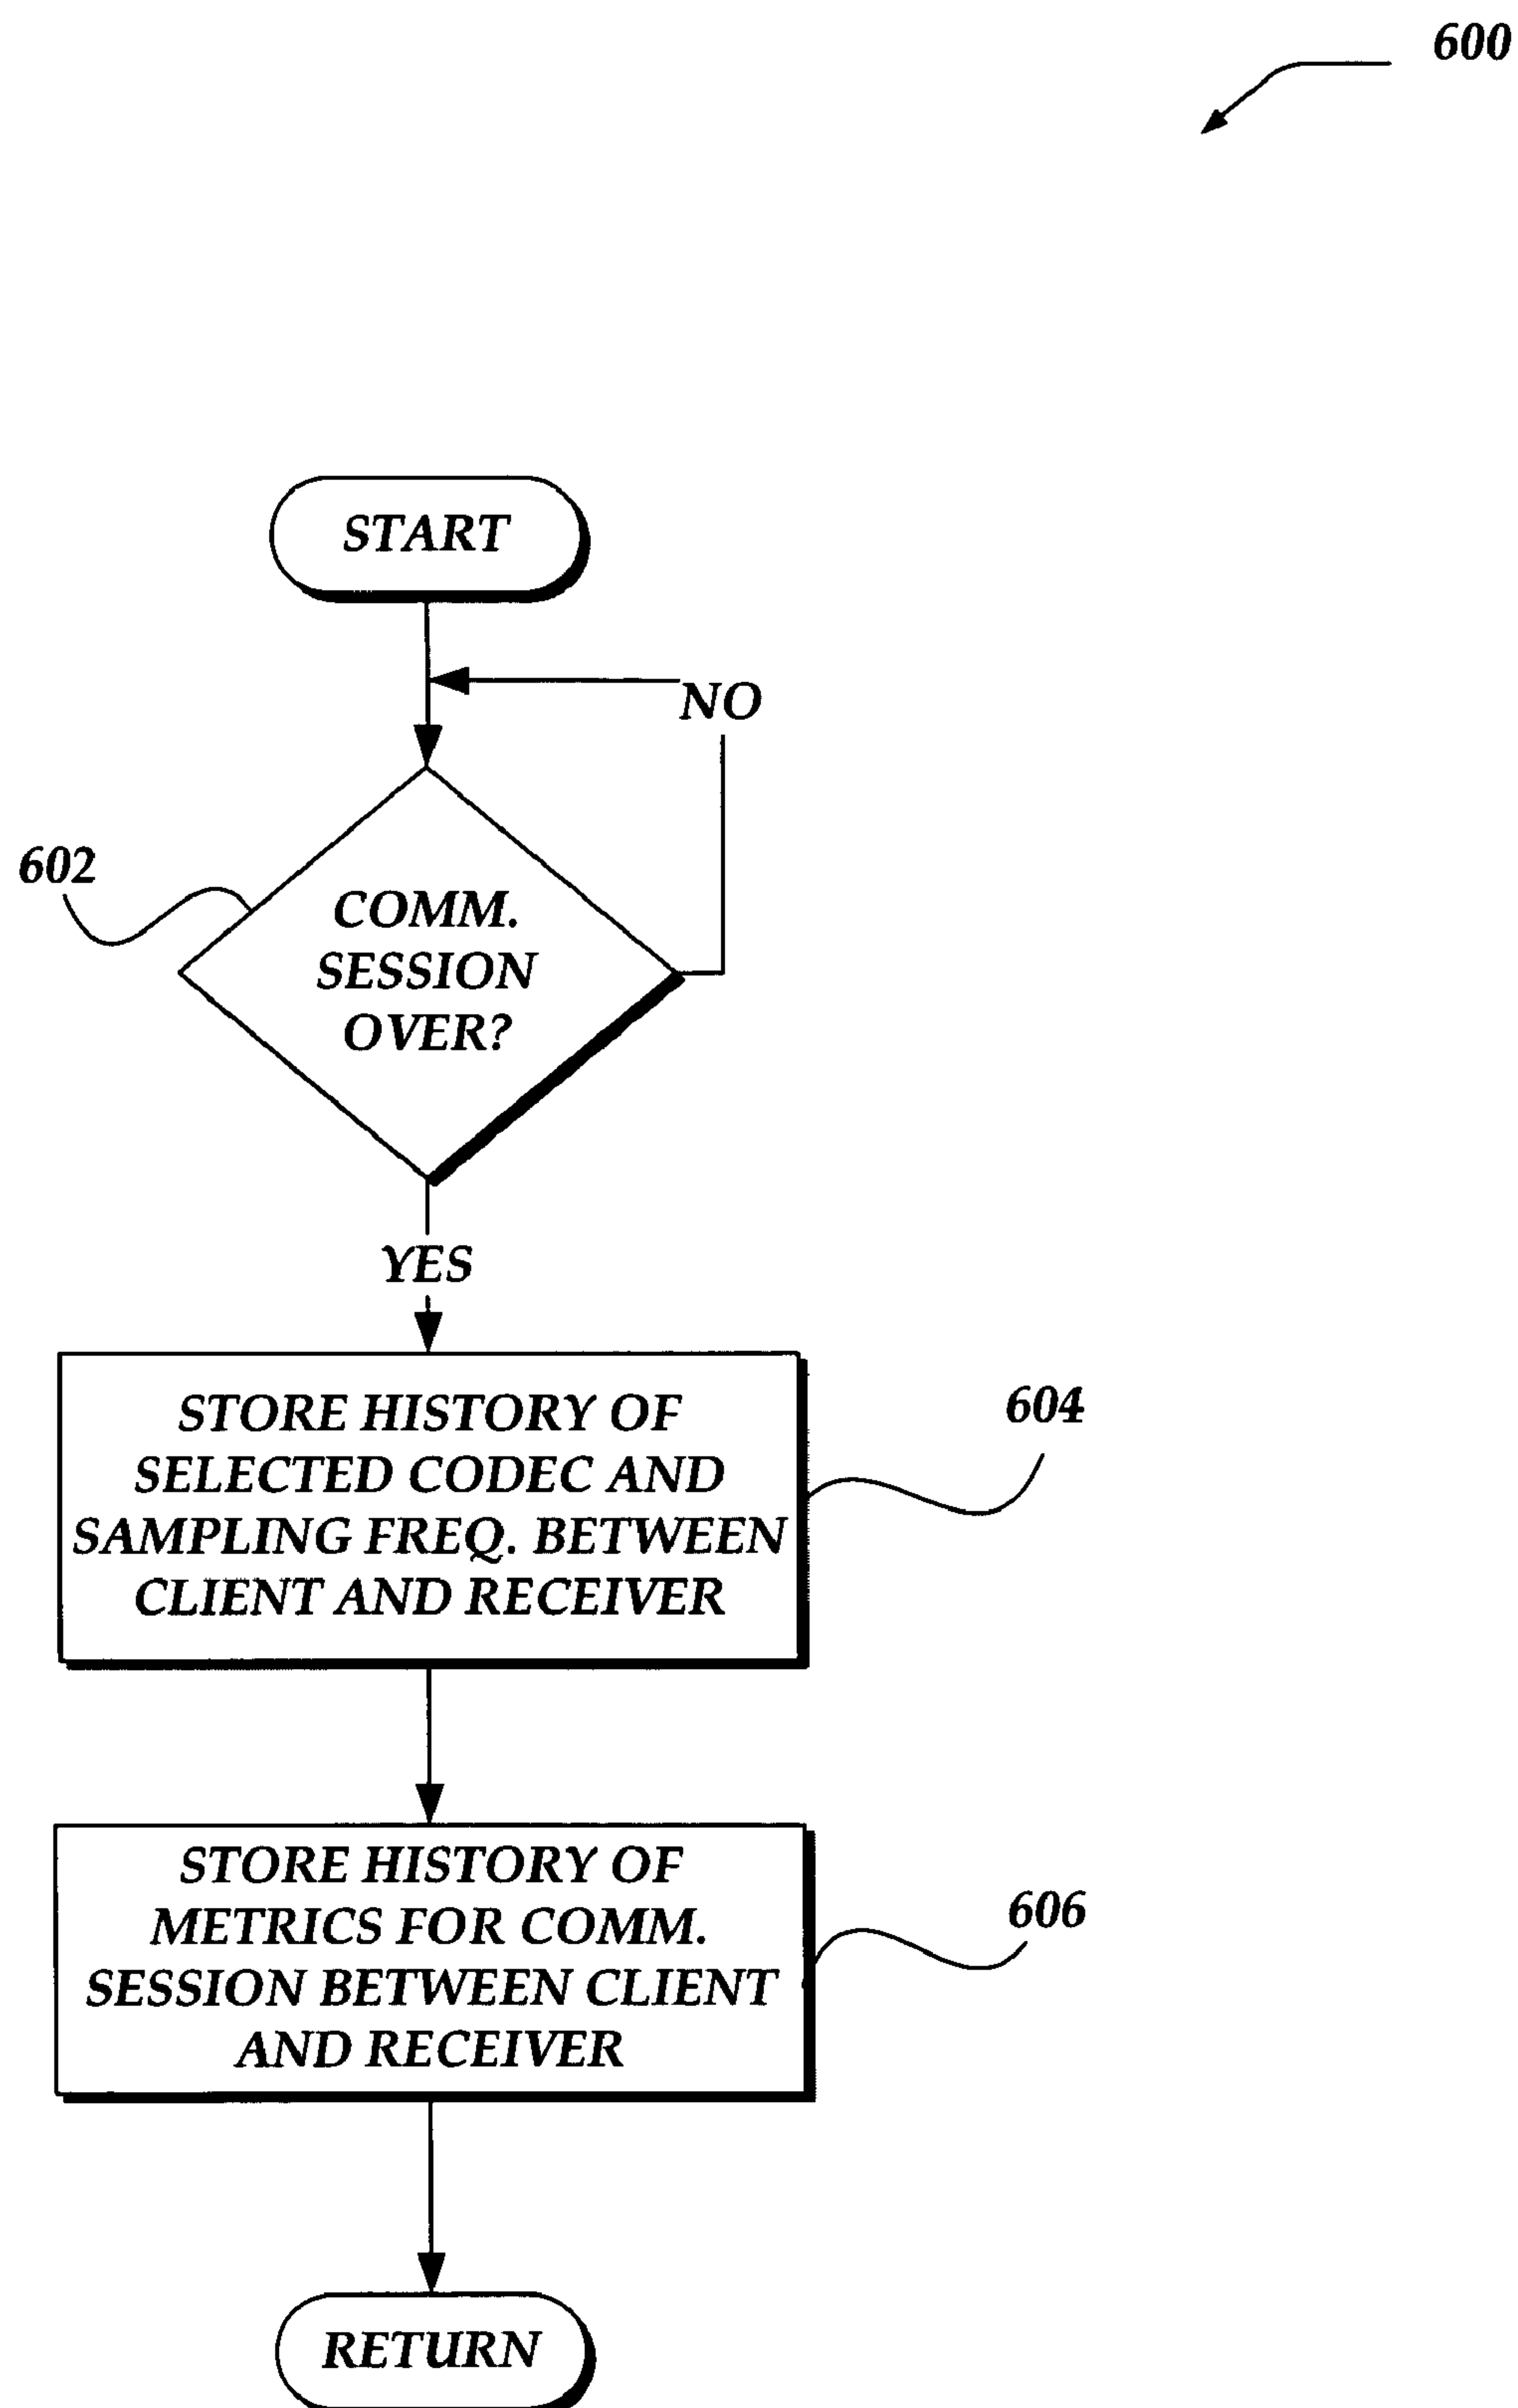 600
START
NO
602
COMM.
SESSION
OVER?
YES
STORE HISTORY OF
SELECTED CODEC AND
SAMPLING FREQ. BETWEEN
CLIENT AND RECEIVER
604
STORE HISTORY OF
METRICS FOR COMM.
SESSION BETWEEN CLIENT
AND RECEIVER
606
RETURN